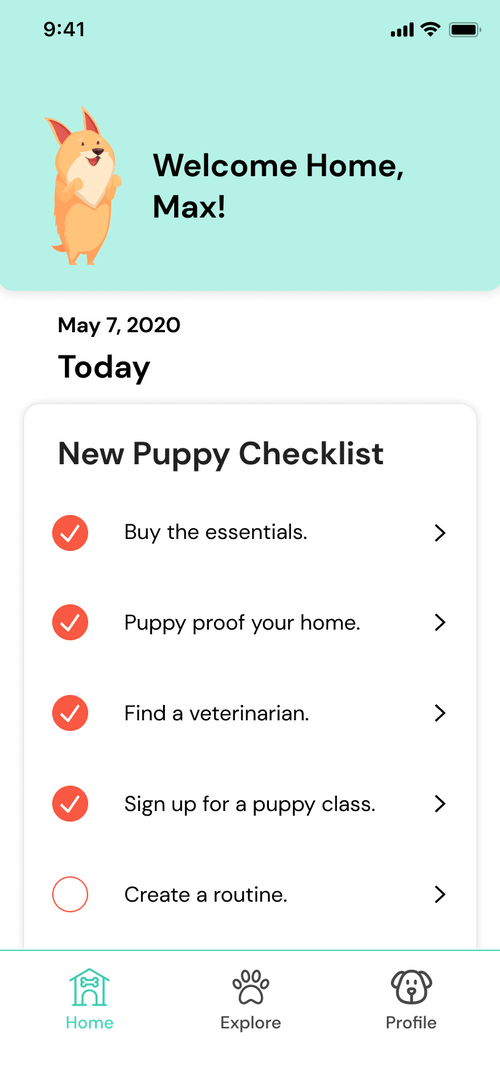 9:41
Welcome Home,
Max!
May 7, 2020
Today
New Puppy Checklist
Buy the essentials.
Puppy proof your home.
Find a veterinarian.
Sign up for a puppy class.
Create a routine.
Home
Explore
Profile